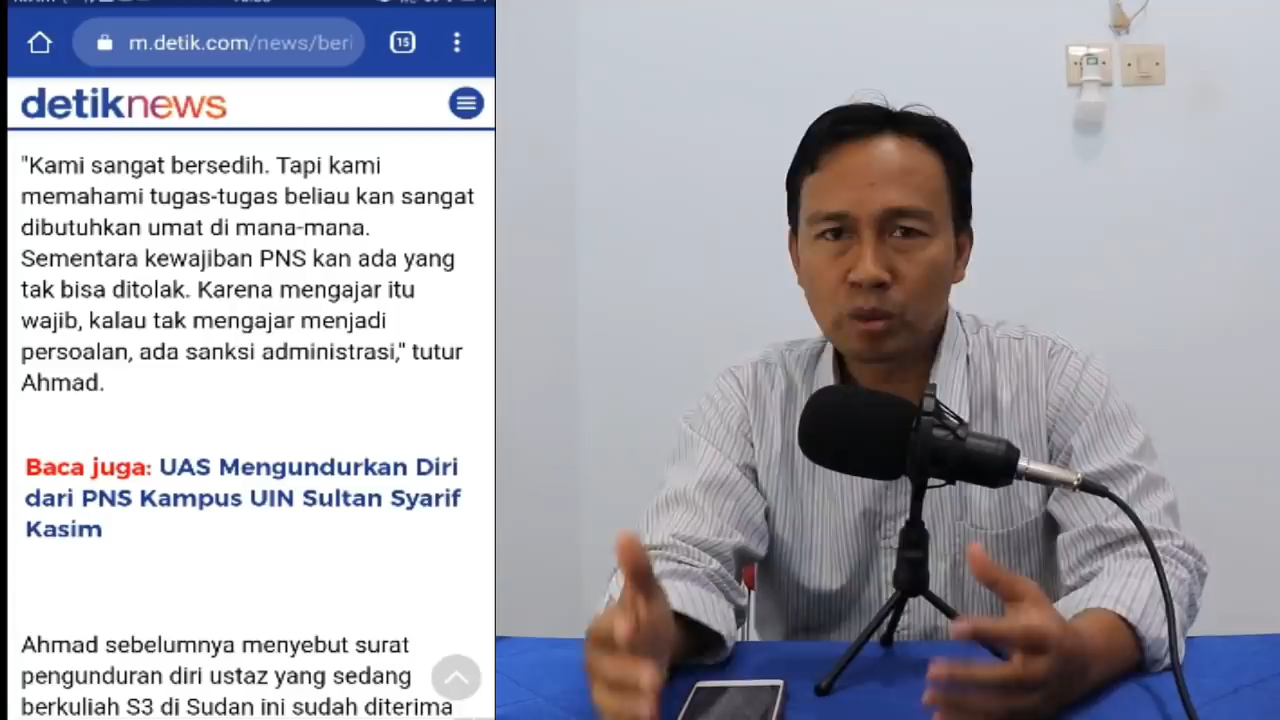 15
m.detik.com/news/beri
detiknews
"Kami sangat bersedih. Tapi kami
memahami tugas-tugas beliau kan sangat
dibutuhkan umat di mana-mana.
Sementara kewajiban PNS kan ada yang
tak bisa ditolak. Karena mengajar itu
wajib, kalau tak mengajar menjadi
persoalan, ada sanksi administrasi," tutur
Ahmad.
Baca juga: UAS Mengundurkan Diri
dari PNS Kampus UIN Sultan Syarif
Kasim
Ahmad sebelumnya menyebut surat
pengunduran diri ustaz yang sedang
berkuliah S3 di Sudan ini sudah diterima